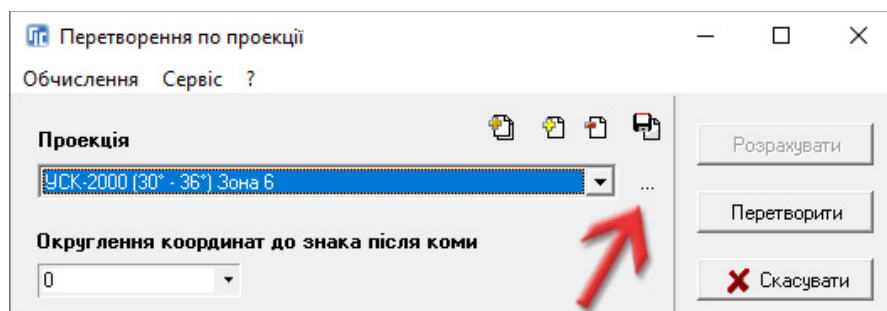 Перетворення по проекції
Обчислення Сервіс ?
Проекція
УСК-2000 (30° - 36°) Зона 6
...
Округлення координат до знака після коми
0
Розрахувати
Перетворити
Скасувати